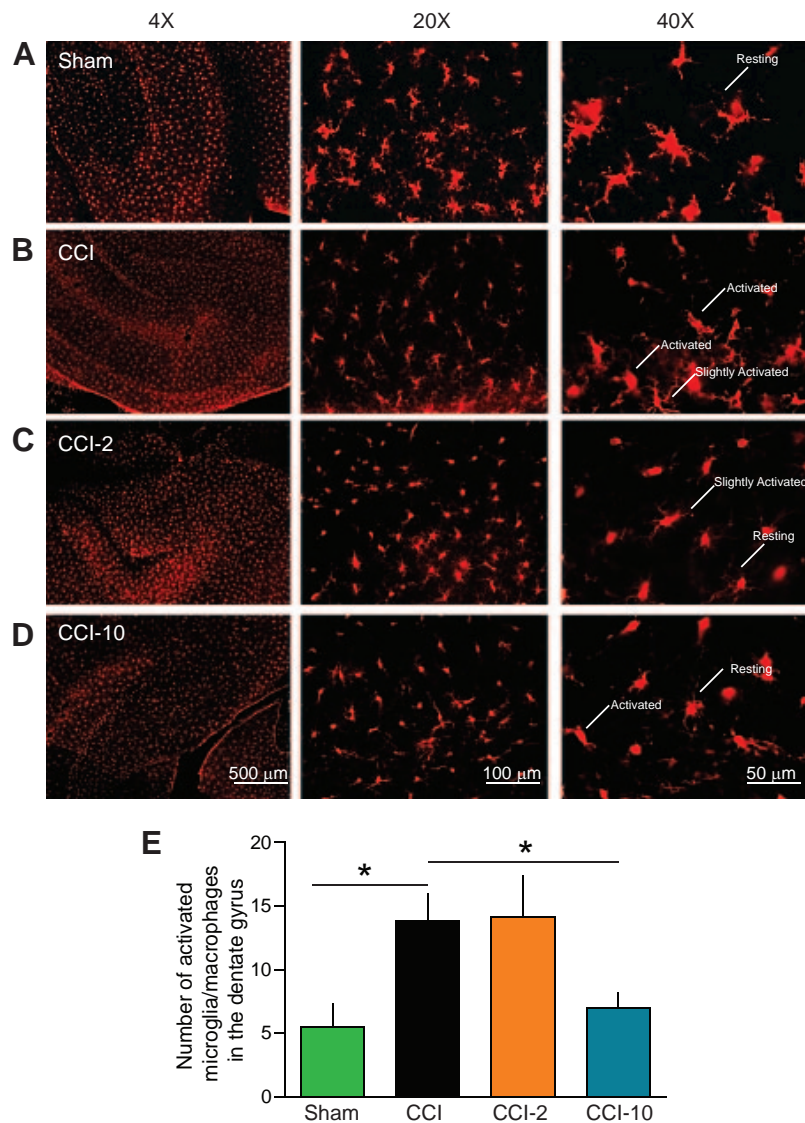 4X 20X 40X
A
Sham
Resting
B
CCI
Activated
Activated
Slightly Activated
C
CCI-2
Slightly Activated
Resting
D
CCI-10
Resting
Activated
500 μm
100 μm
50 μm
E
Number of activated
microglia/macrophages
in the dentate gyrus
20
15
10
5
0
*
*
Sham CCI CCI-2 CCI-10